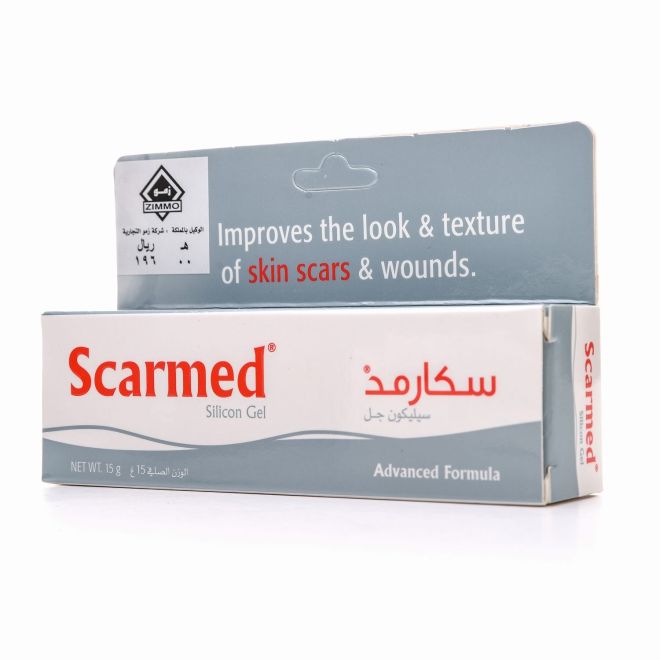 زمو
ZIMMO
الوكيل بالمملكة ، شركة زمو التجارية
ريال هـ
١٩٦ ٠٠
Improves the look & texture
of skin scars & wounds.
Scarmed®
Silicon Gel
سكارمد®
سيليكون جل
NET WT. 15 g الوزن الصافي 15 غ
Advanced Formula
Scarmed®
Silicon Gel